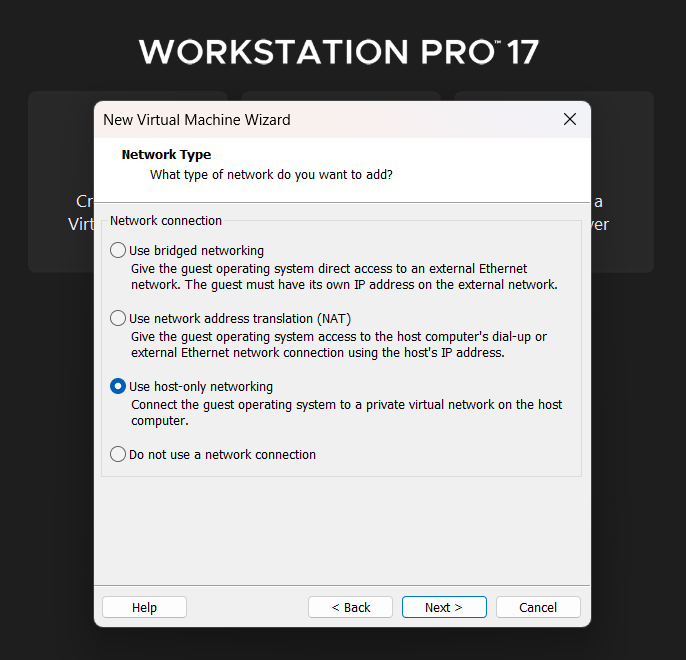 WORKSTATION PRO™ 17
New Virtual Machine Wizard
Network Type
What type of network do you want to add?
Cr
a
Virt
ver
Network connection
Use bridged networking
Give the guest operating system direct access to an external Ethernet
network. The guest must have its own IP address on the external network.
Use network address translation (NAT)
Give the guest operating system access to the host computer's dial-up or
external Ethernet network connection using the host's IP address.
Use host-only networking
Connect the guest operating system to a private virtual network on the host
computer.
Do not use a network connection
Help
< Back
Next >
Cancel